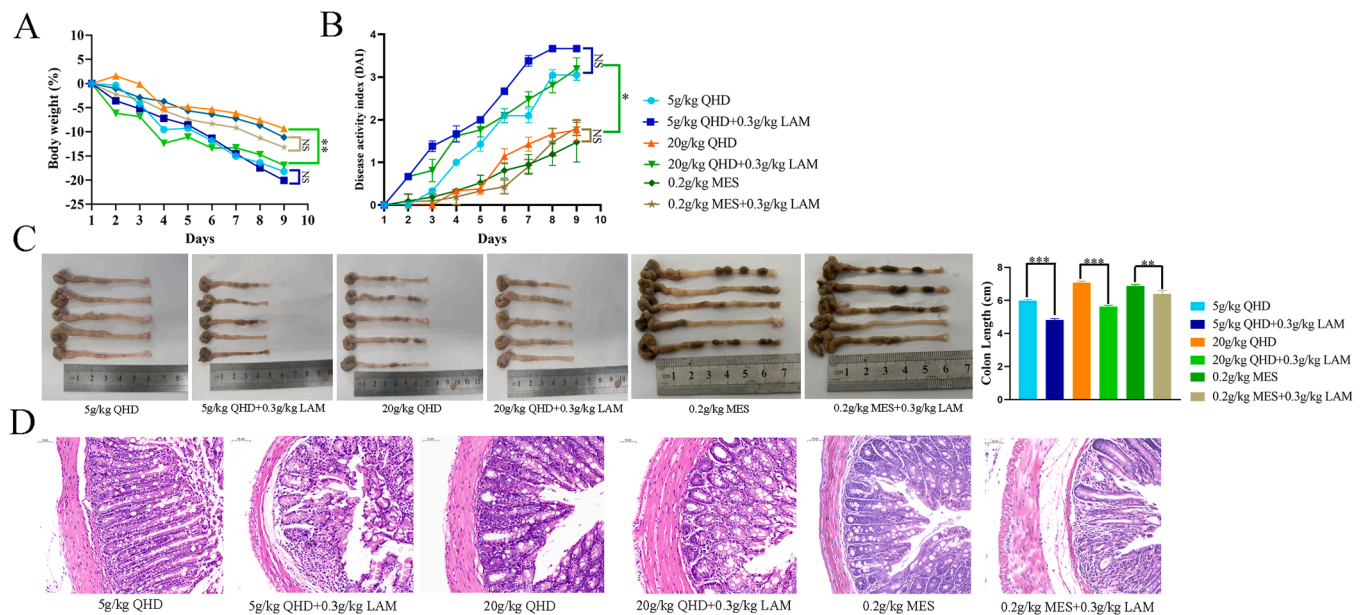 A
Body weight (%)
5
0
-5
-10
-15
-20
-25
1 2 3 4 5 6 7 8 9 10
Days
NS
**
NS
B
Disease activity index (DAI)
4
3
2
1
0
1 2 3 4 5 6 7 8 9 10
Days
NS
*
NS
5g/kg QHD
5g/kg QHD+0.3g/kg LAM
20g/kg QHD
20g/kg QHD+0.3g/kg LAM
0.2g/kg MES
0.2g/kg MES+0.3g/kg LAM
C
5g/kg QHD
5g/kg QHD+0.3g/kg LAM
20g/kg QHD
20g/kg QHD+0.3g/kg LAM
0.2g/kg MES
0.2g/kg MES+0.3g/kg LAM
Colon Length (cm)
8
6
4
2
0
*** *** **
5g/kg QHD
5g/kg QHD+0.3g/kg LAM
20g/kg QHD
20g/kg QHD+0.3g/kg LAM
0.2g/kg MES
0.2g/kg MES+0.3g/kg LAM
D
5g/kg QHD
5g/kg QHD+0.3g/kg LAM
20g/kg QHD
20g/kg QHD+0.3g/kg LAM
0.2g/kg MES
0.2g/kg MES+0.3g/kg LAM